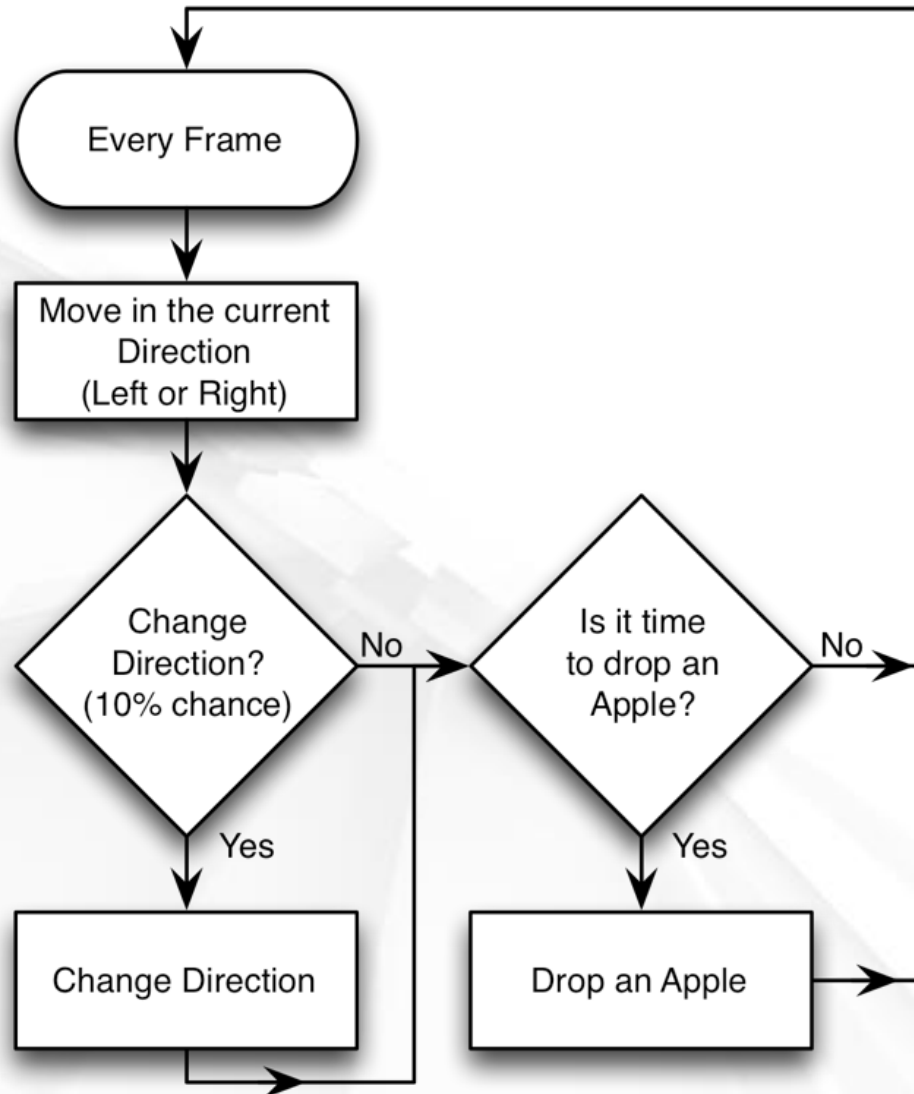 Every Frame
Move in the current
Direction
(Left or Right)
Change
Direction?
(10% chance)
No
Yes
Change Direction
Is it time
to drop an
Apple?
No
Yes
Drop an Apple